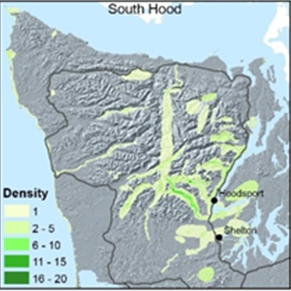 South Hood
Hoodsport
Shelton
Density
1
2 - 5
6 - 10
11 - 15
16 - 20